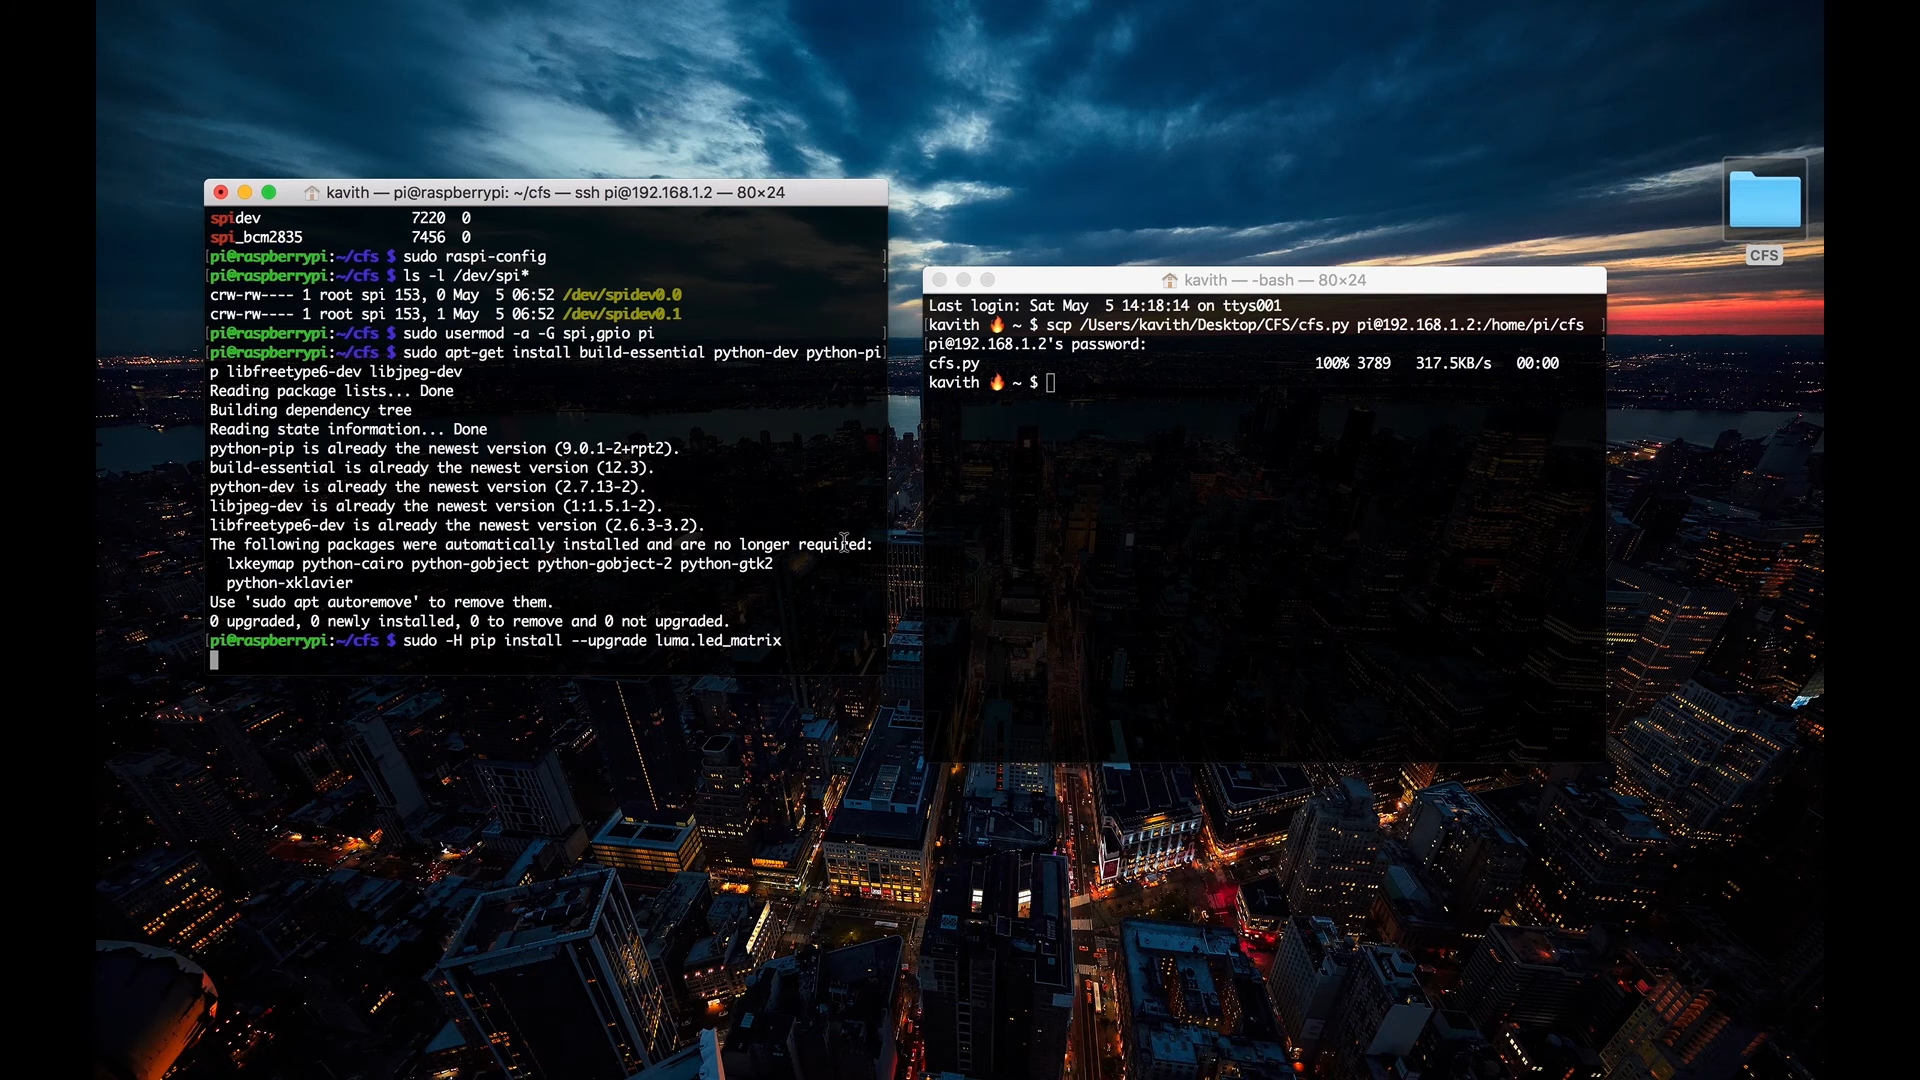 kavith — pi@raspberrypi: ~/cfs — ssh pi@192.168.1.2 — 80×24
spidev 7220 0
spi_bcm2835 7456 0
[pi@raspberrypi:~/cfs $ sudo raspi-config ]
[pi@raspberrypi:~/cfs $ ls -l /dev/spi* ]
crw-rw---- 1 root spi 153, 0 May  5 06:52 /dev/spidev0.0
crw-rw---- 1 root spi 153, 1 May  5 06:52 /dev/spidev0.1
[pi@raspberrypi:~/cfs $ sudo usermod -a -G spi,gpio pi ]
[pi@raspberrypi:~/cfs $ sudo apt-get install build-essential python-dev python-pi]
p libfreetype6-dev libjpeg-dev
Reading package lists... Done
Building dependency tree
Reading state information... Done
python-pip is already the newest version (9.0.1-2+rpt2).
build-essential is already the newest version (12.3).
python-dev is already the newest version (2.7.13-2).
libjpeg-dev is already the newest version (1:1.5.1-2).
libfreetype6-dev is already the newest version (2.6.3-3.2).
The following packages were automatically installed and are no longer required:
lxkeymap python-cairo python-gobject python-gobject-2 python-gtk2
python-xklavier
Use 'sudo apt autoremove' to remove them.
0 upgraded, 0 newly installed, 0 to remove and 0 not upgraded.
[pi@raspberrypi:~/cfs $ sudo -H pip install --upgrade luma.led_matrix ]
kavith — -bash — 80×24
Last login: Sat May  5 14:18:14 on ttys001
[kavith 🔥 ~ $ scp /Users/kavith/Desktop/CFS/cfs.py pi@192.168.1.2:/home/pi/cfs ]
[pi@192.168.1.2's password: ]
cfs.py 100% 3789 317.5KB/s 00:00
kavith 🔥 ~ $
CFS